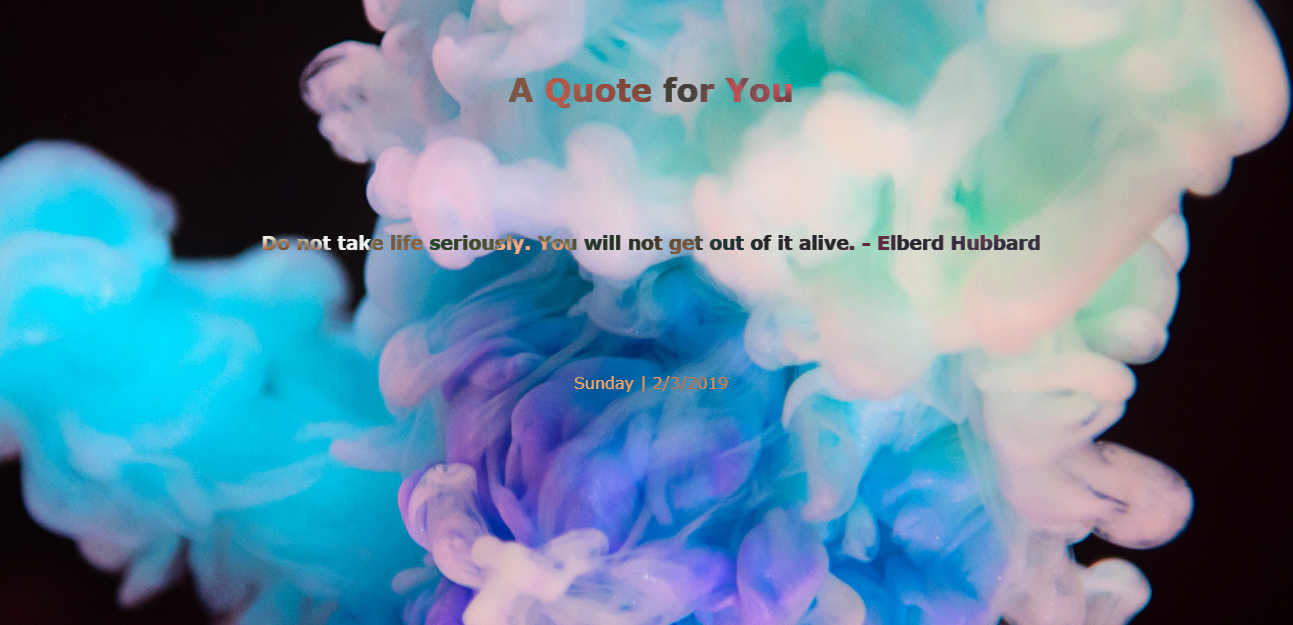 A Quote for You
Do not take life seriously. You will not get out of it alive. - Elberd Hubbard
Sunday | 2/3/2019